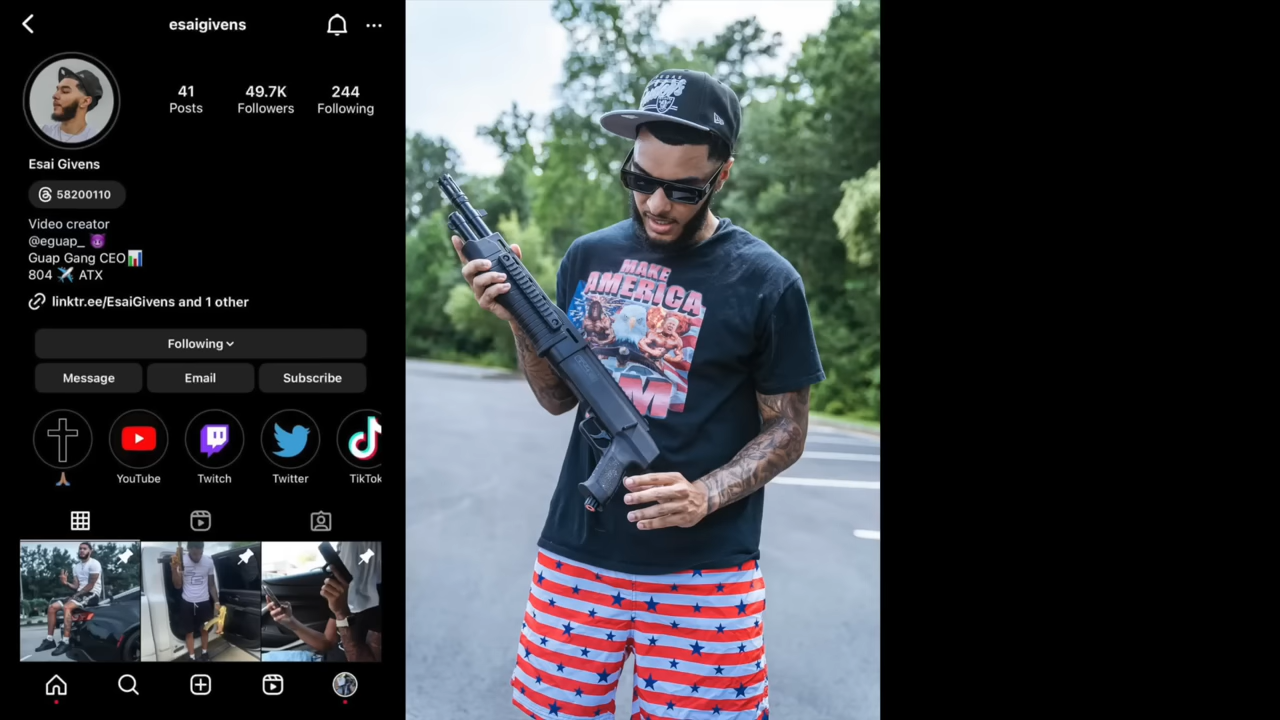 esaigivens
41
Posts
49.7K
Followers
244
Following
Esai Givens
58200110
Video creator
@eguap_ 😈
Guap Gang CEO📊
804 ✈️ ATX
linktr.ee/EsaiGivens and 1 other
Following
Message
Email
Subscribe
🙏🏽
YouTube
Twitch
Twitter
TikTok
MAKE
AMERICA